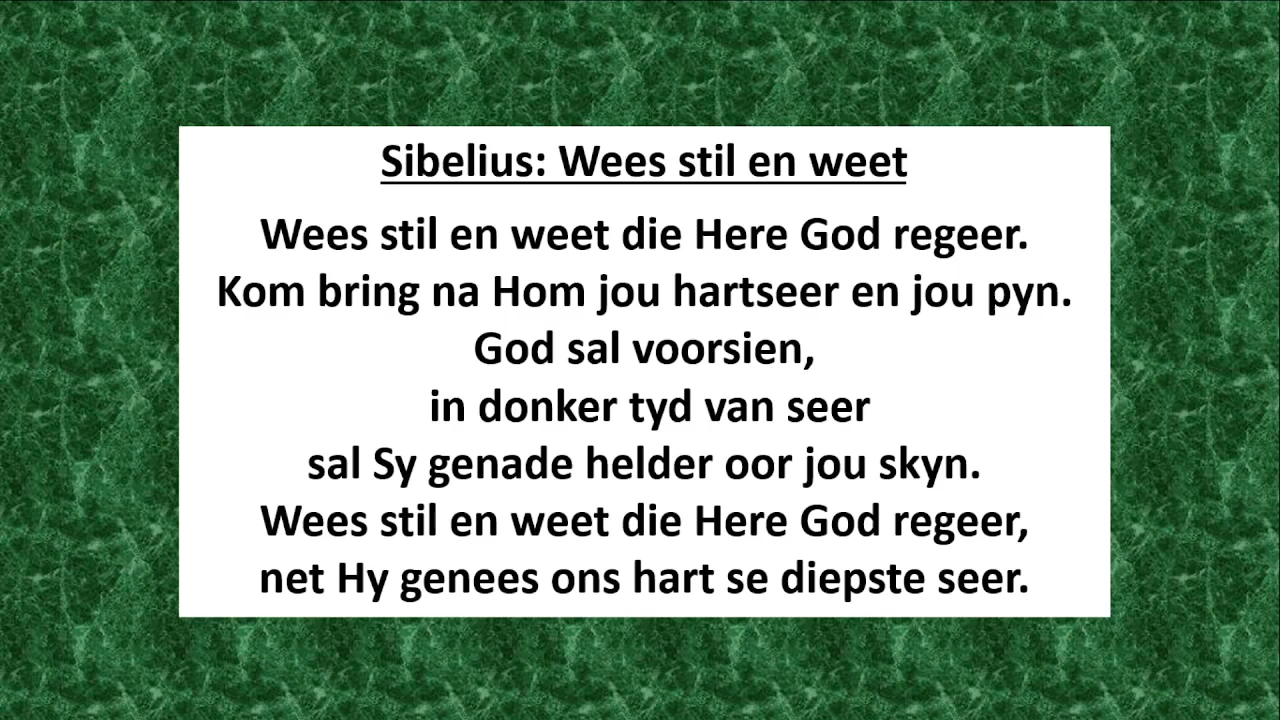 Sibelius: Wees stil en weet
Wees stil en weet die Here God regeer.
Kom bring na Hom jou hartseer en jou pyn.
God sal voorsien,
in donker tyd van seer
sal Sy genade helder oor jou skyn.
Wees stil en weet die Here God regeer,
net Hy genees ons hart se diepste seer.